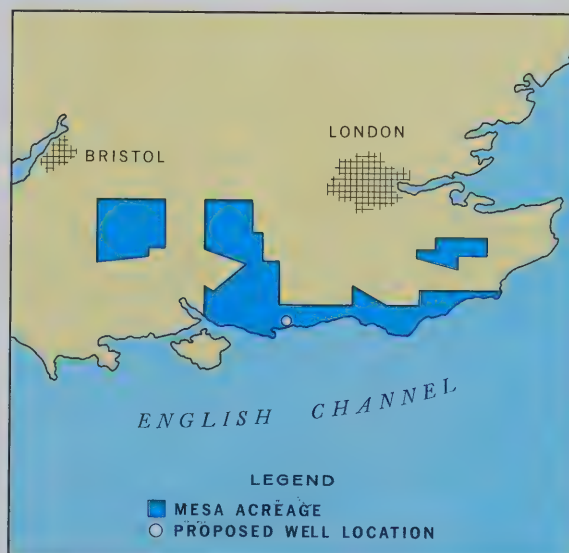 LONDON
BRISTOL
ENGLISH CHANNEL
LEGEND
MESA ACREAGE
PROPOSED WELL LOCATION